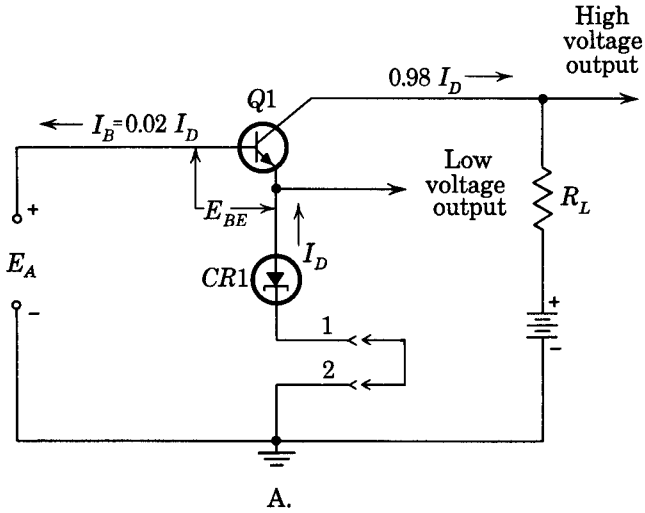 High
voltage
output
0.98 I_D
Q1
I_B=0.02 I_D
Low
voltage
output
R_L
+
E_BE
E_A
I_D
CR1
−
1
+
2
−
A.